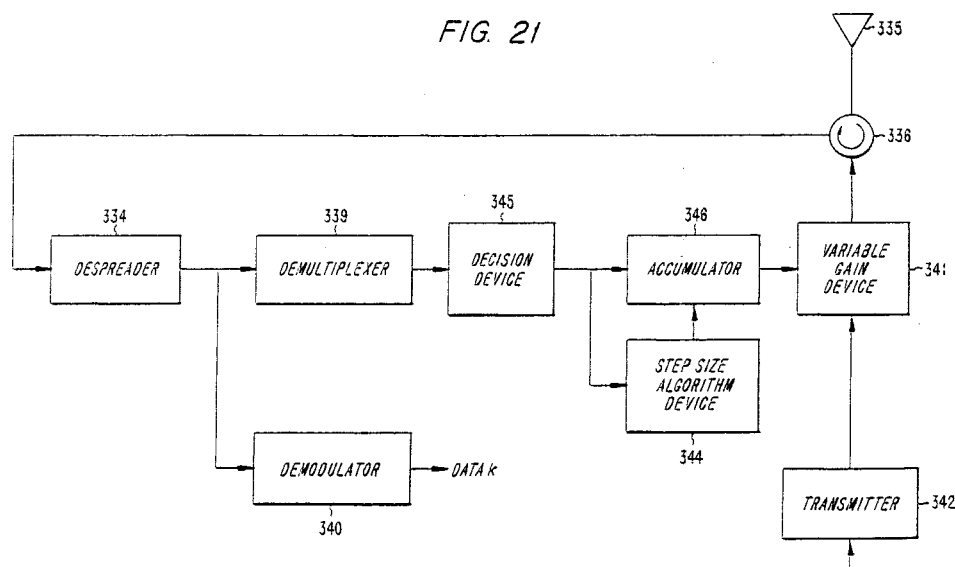 FIG. 21
335
336
334
DESPREADER
339
DEMULTIPLEXER
345
DECISION
DEVICE
346
ACCUMULATOR
VARIABLE
GAIN
DEVICE
341
STEP SIZE
ALGORITHM
DEVICE
344
DEMODULATOR
340
DATA K
TRANSMITTER
342